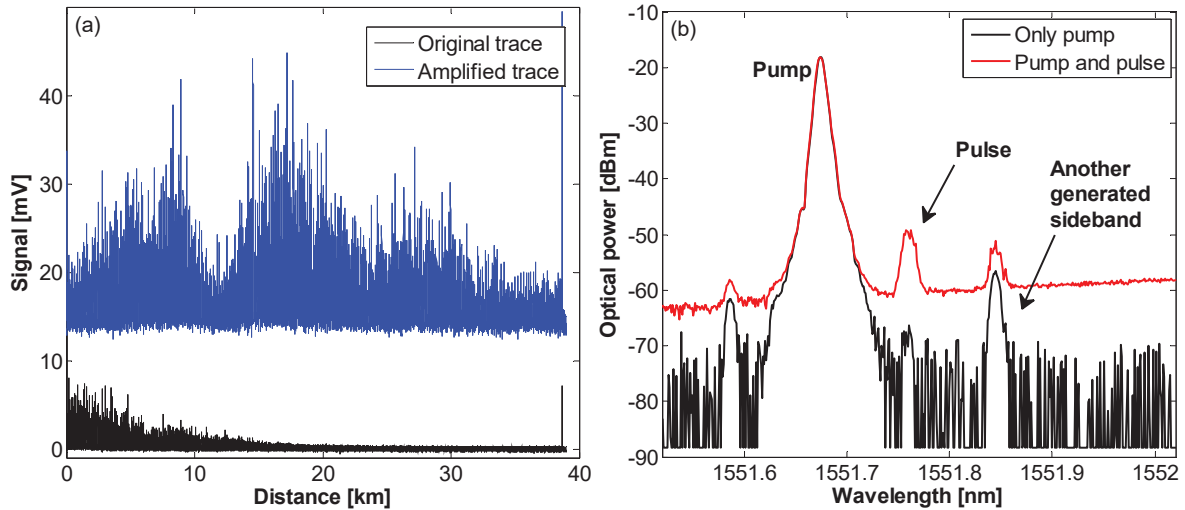 (a)
Original trace
Amplified trace
Signal [mV]
40
30
20
10
0
0
10
20
30
40
Distance [km]
(b)
Only pump
Pump and pulse
Pump
Pulse
Another
generated
sideband
Optical power [dBm]
-10
-20
-30
-40
-50
-60
-70
-80
-90
1551.6
1551.7
1551.8
1551.9
1552
Wavelength [nm]